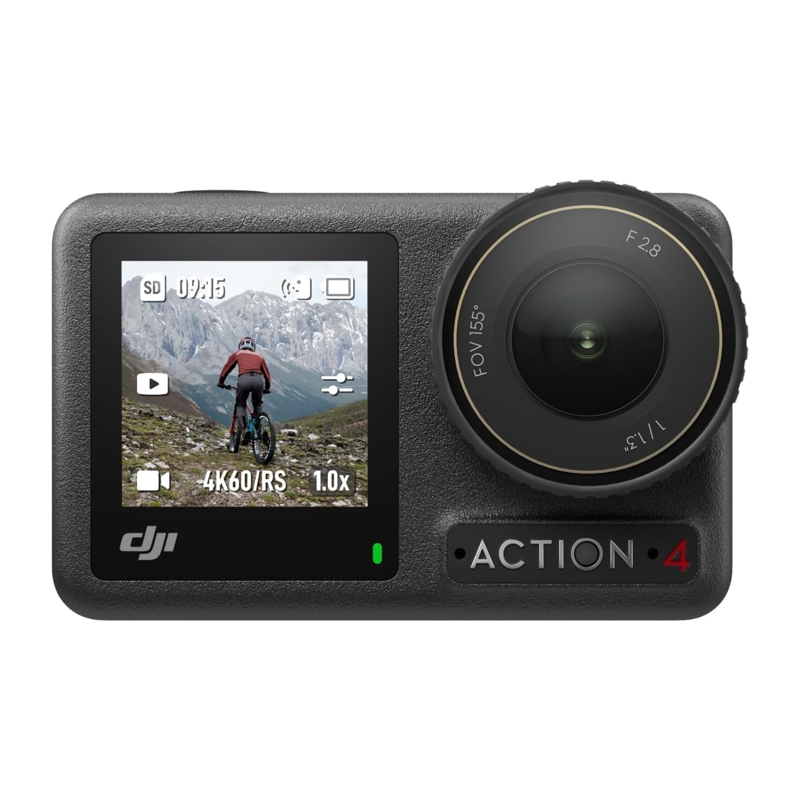 SD 09:15
4K60/RS 1.0x
dji
F 2.8
FOV 155°
1/1.3"
ACTION 4